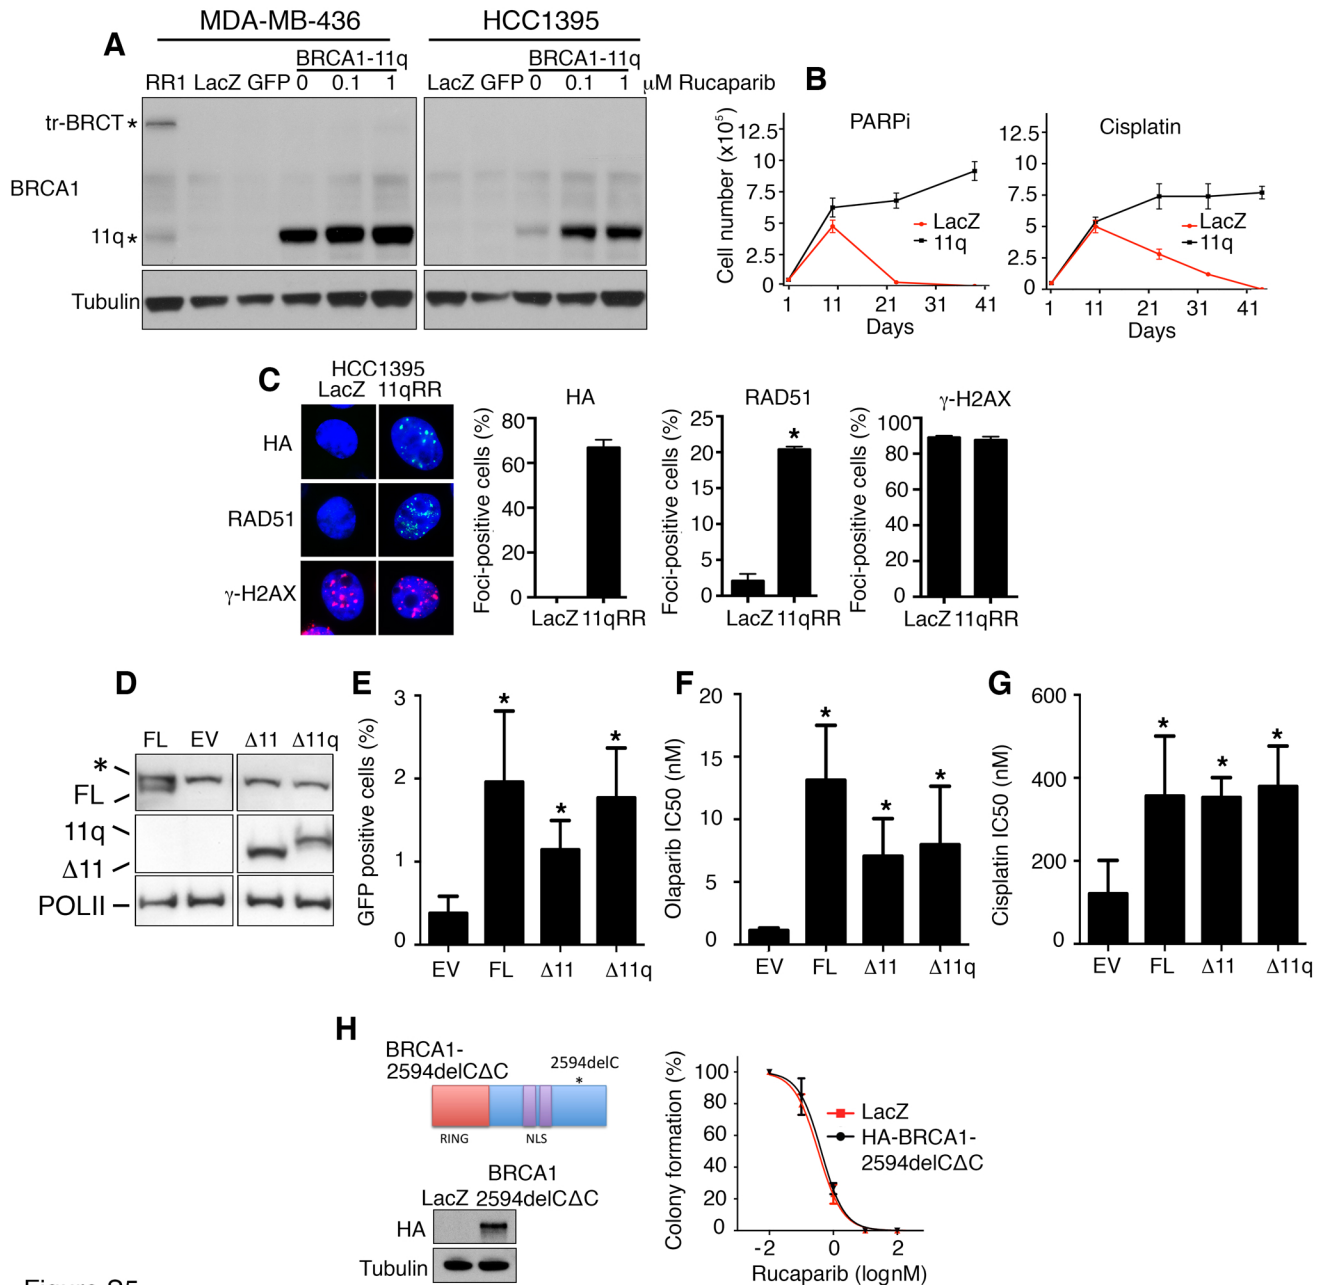 A
MDA-MB-436
HCC1395
BRCA1-11q
BRCA1-11q
RR1 LacZ GFP 0 0.1 1
LacZ GFP 0 0.1 1 μM Rucaparib
tr-BRCT*
BRCA1
11q*
Tubulin
B
PARPi
Cell number (x10⁵)
12.5
10
7.5
5
2.5
0
1 11 21 31 41
Days
LacZ
11q
Cisplatin
12.5
10
7.5
5
2.5
0
1 11 21 31 41
Days
LacZ
11q
C
HCC1395
LacZ 11qRR
HA
RAD51
γ-H2AX
HA
Foci-positive cells (%)
80
60
40
20
0
LacZ 11qRR
RAD51
Foci-positive cells (%)
25
20
15
10
5
0
*
LacZ 11qRR
γ-H2AX
Foci-positive cells (%)
100
80
60
40
20
0
LacZ 11qRR
D
FL EV Δ11 Δ11q
*
FL
11q
Δ11
POLII
E
GFP positive cells (%)
3
2
1
0
* * *
EV FL Δ11 Δ11q
F
Olaparib IC50 (nM)
20
15
10
5
0
* * *
EV FL Δ11 Δ11q
G
Cisplatin IC50 (nM)
600
400
200
0
* * *
EV FL Δ11 Δ11q
H
BRCA1-
2594delCΔC
2594delC
*
RING NLS
BRCA1
LacZ 2594delCΔC
HA
Tubulin
Colony formation (%)
100
80
60
40
20
0
-2 0 2
Rucaparib (lognM)
LacZ
HA-BRCA1-
2594delCΔC
Figure S5